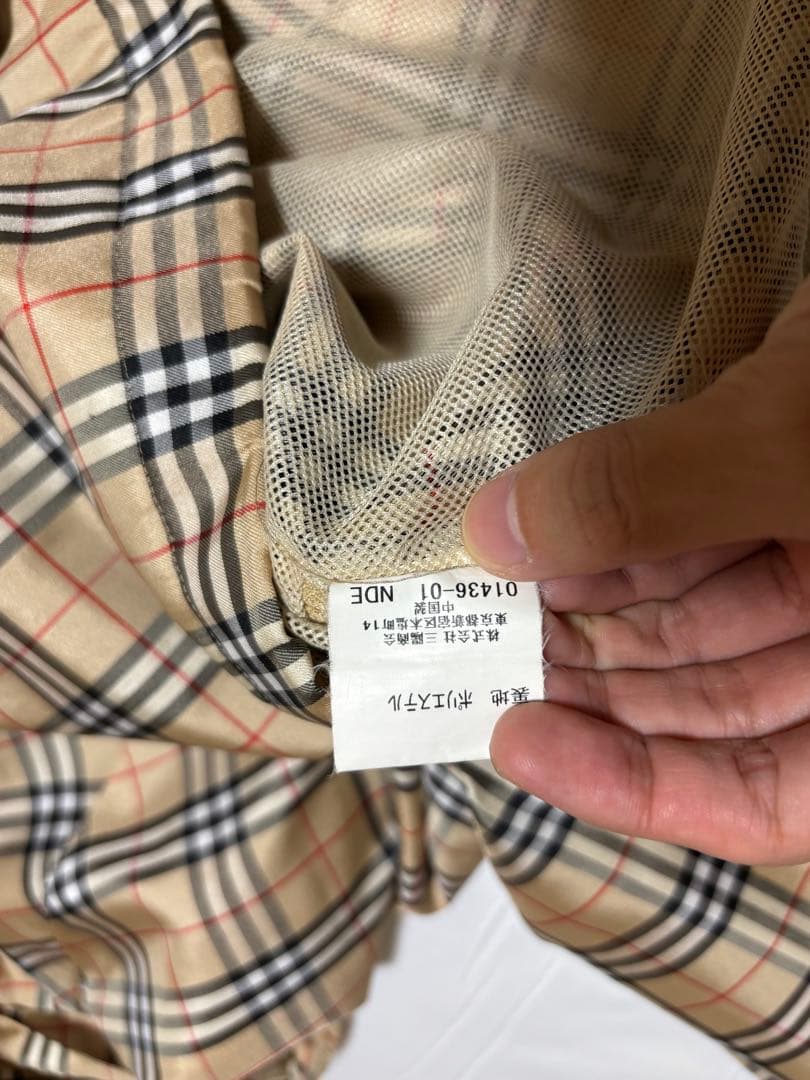 裏地 ポリエステル
株式会社三陽商会
東京都新宿区本塩町14
中国製
01436-01 NDE